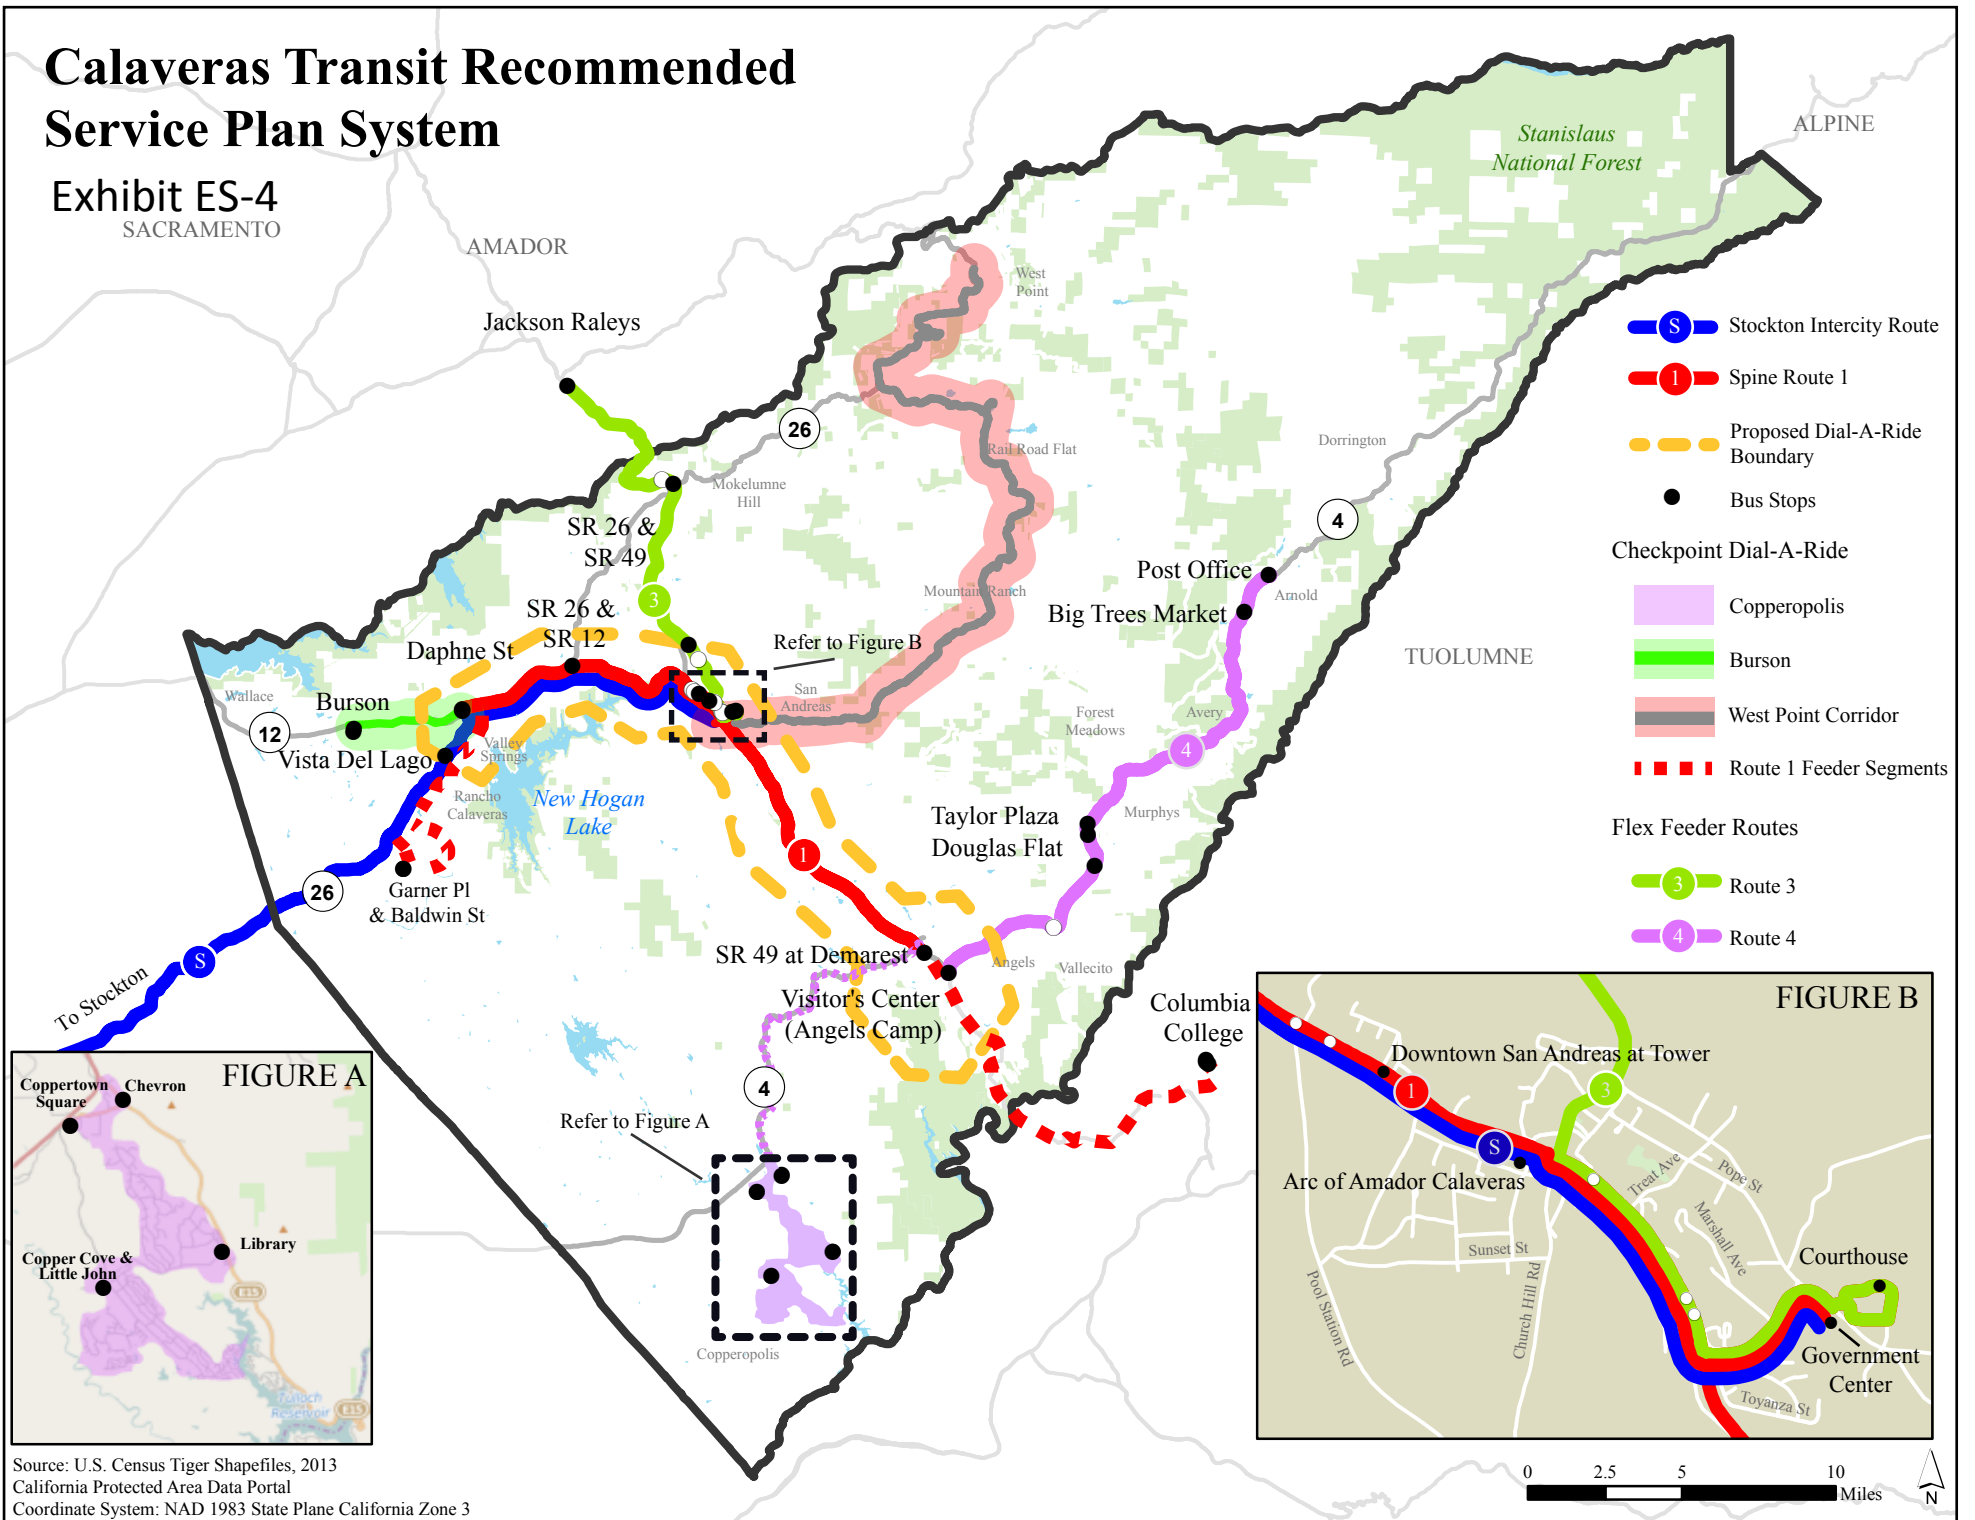 Calaveras Transit Recommended
Service Plan System
Exhibit ES-4
SACRAMENTO
AMADOR
ALPINE
Stanislaus
National Forest
West
Point
Jackson Raleys
26
Rail Road Flat
Mokelumne
Hill
Dorrington
4
SR 26 &
SR 49
3
Mountain Ranch
Post Office
Arnold
Big Trees Market
SR 26 &
SR 12
Daphne St
Refer to Figure B
TUOLUMNE
Wallace
Burson
12
San
Andreas
Forest
Meadows
Avery
4
Vista Del Lago
Valley
Springs
Rancho
Calaveras
New Hogan
Lake
Taylor Plaza
Douglas Flat
Murphys
1
Garner Pl
& Baldwin St
26
S
To Stockton
SR 49 at Demarest
Angels
Vallecito
Visitor's Center
(Angels Camp)
Columbia
College
4
Refer to Figure A
Copperopolis
S
Stockton Intercity Route
1
Spine Route 1
Proposed Dial-A-Ride
Boundary
Bus Stops
Checkpoint Dial-A-Ride
Copperopolis
Burson
West Point Corridor
Route 1 Feeder Segments
Flex Feeder Routes
3
Route 3
4
Route 4
FIGURE A
Coppertown
Square
Chevron
Library
Copper Cove &
Little John
E15
Tulloch
Reservoir
E15
FIGURE B
Downtown San Andreas at Tower
1
3
S
Arc of Amador Calaveras
Treat Ave
Pope St
Marshall Ave
Sunset St
Church Hill Rd
Pool Station Rd
Courthouse
Government
Center
Toyanza St
Source: U.S. Census Tiger Shapefiles, 2013
California Protected Area Data Portal
Coordinate System: NAD 1983 State Plane California Zone 3
0 2.5 5 10
Miles
N